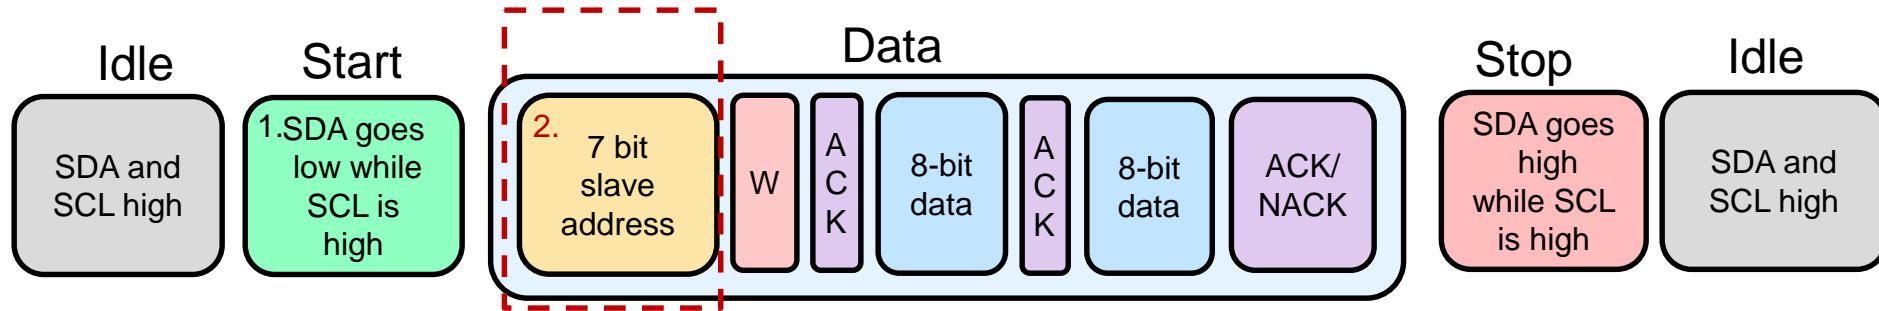 Idle
Start
Data
Stop
Idle
SDA and
SCL high
1.SDA goes
low while
SCL is
high
2.
7 bit
slave
address
W
A
C
K
8-bit
data
A
C
K
8-bit
data
ACK/
NACK
SDA goes
high
while SCL
is high
SDA and
SCL high